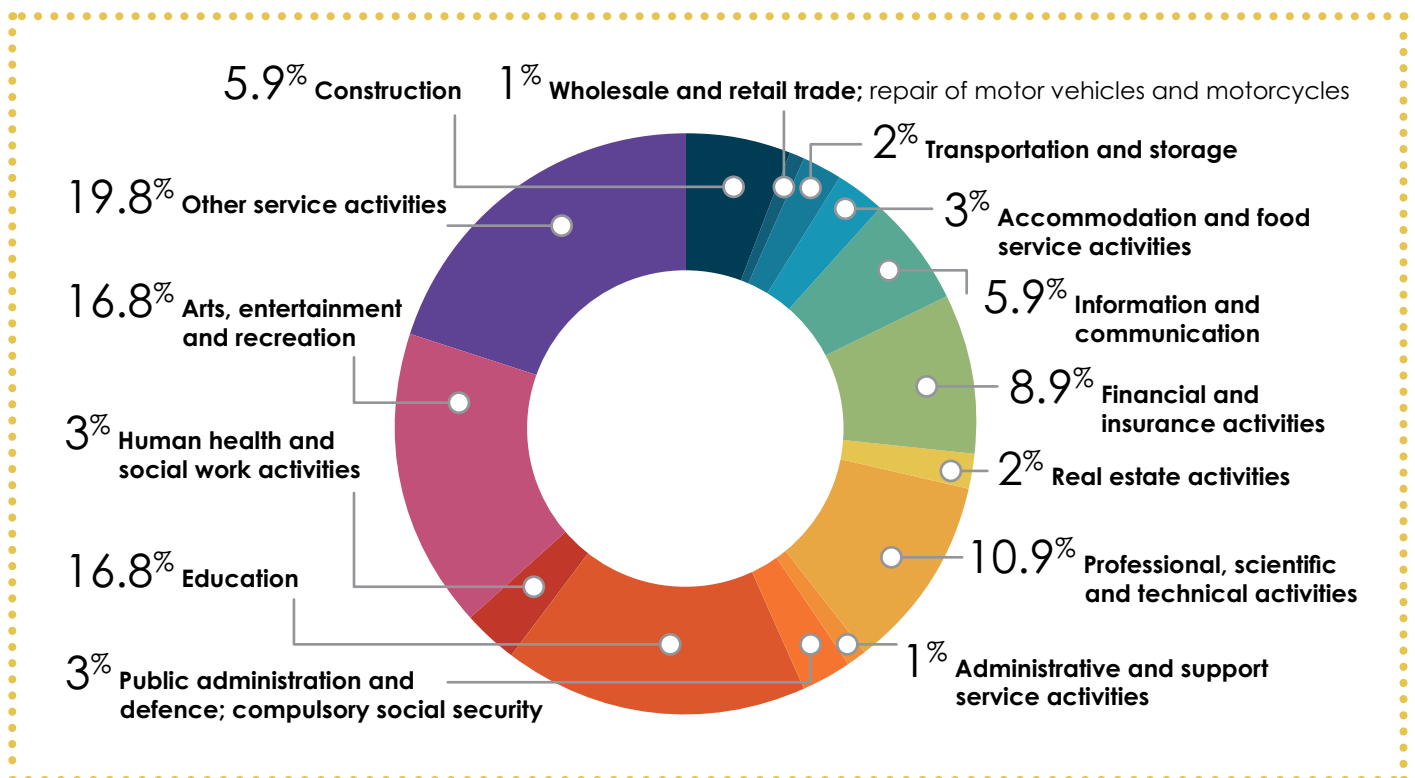 5.9% Construction
1% Wholesale and retail trade; repair of motor vehicles and motorcycles
2% Transportation and storage
3% Accommodation and food
service activities
5.9% Information and
communication
8.9% Financial and
insurance activities
2% Real estate activities
10.9% Professional, scientific
and technical activities
1% Administrative and support
service activities
3% Public administration and
defence; compulsory social security
16.8% Education
3% Human health and
social work activities
16.8% Arts, entertainment
and recreation
19.8% Other service activities